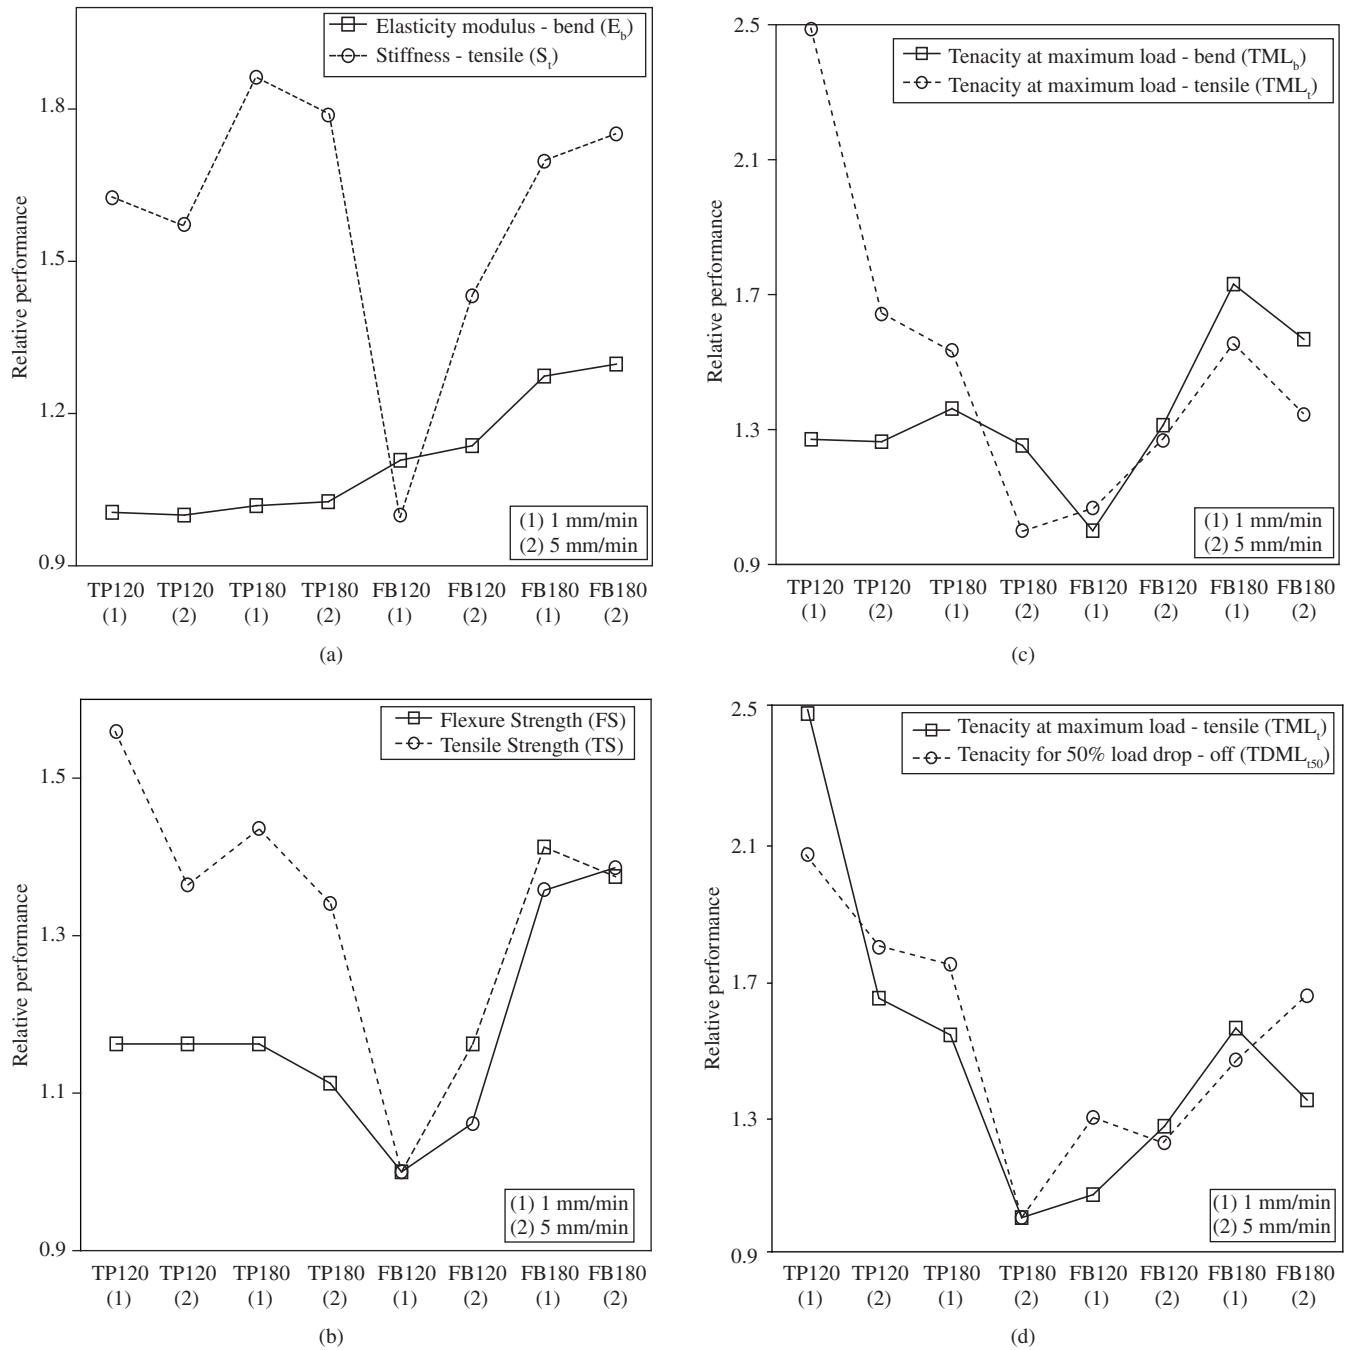 Elasticity modulus - bend (E_b)
Stiffness - tensile (S_t)
Relative performance
1.8
1.5
1.2
0.9
(1) 1 mm/min
(2) 5 mm/min
TP120 TP120 TP180 TP180 FB120 FB120 FB180 FB180
(1) (2) (1) (2) (1) (2) (1) (2)
(a)
Tenacity at maximum load - bend (TML_b)
Tenacity at maximum load - tensile (TML_t)
Relative performance
2.5
2.1
1.7
1.3
0.9
(1) 1 mm/min
(2) 5 mm/min
TP120 TP120 TP180 TP180 FB120 FB120 FB180 FB180
(1) (2) (1) (2) (1) (2) (1) (2)
(c)
Flexure Strength (FS)
Tensile Strength (TS)
Relative performance
1.5
1.3
1.1
0.9
(1) 1 mm/min
(2) 5 mm/min
TP120 TP120 TP180 TP180 FB120 FB120 FB180 FB180
(1) (2) (1) (2) (1) (2) (1) (2)
(b)
Tenacity at maximum load - tensile (TML_t)
Tenacity for 50% load drop - off (TDML_t50)
Relative performance
2.5
2.1
1.7
1.3
0.9
(1) 1 mm/min
(2) 5 mm/min
TP120 TP120 TP180 TP180 FB120 FB120 FB180 FB180
(1) (2) (1) (2) (1) (2) (1) (2)
(d)